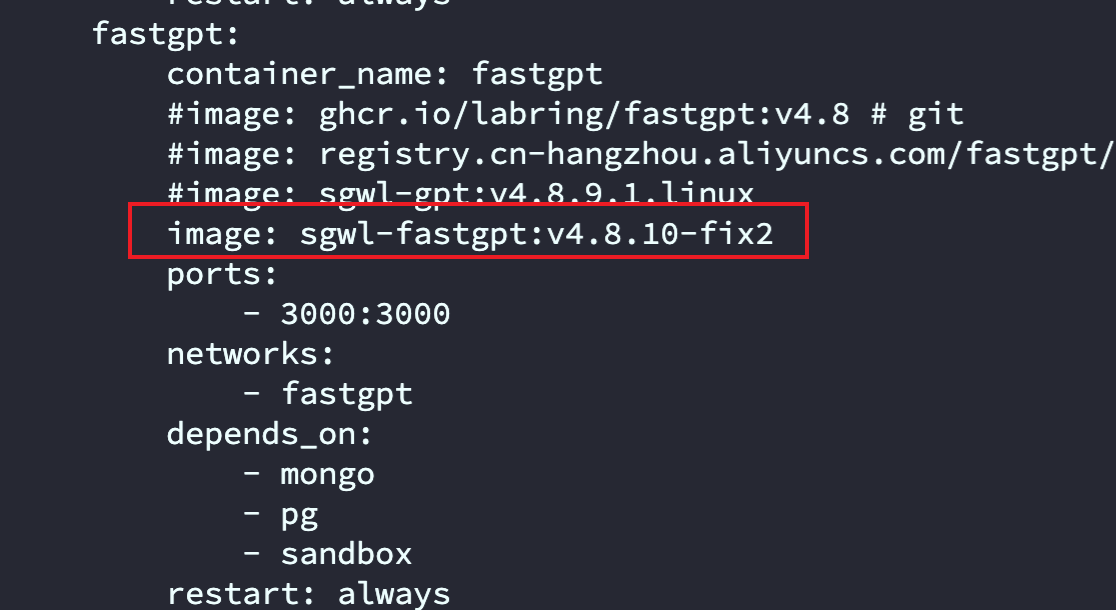 restart: always
fastgpt:
container_name: fastgpt
#image: ghcr.io/labring/fastgpt:v4.8 # git
#image: registry.cn-hangzhou.aliyuncs.com/fastgpt/
#image: sgwl-gpt:v4.8.9.1.linux
image: sgwl-fastgpt:v4.8.10-fix2
ports:
- 3000:3000
networks:
- fastgpt
depends_on:
- mongo
- pg
- sandbox
restart: always